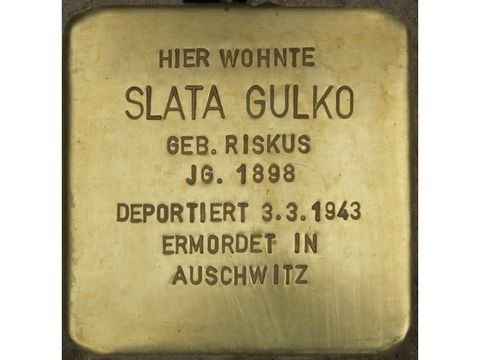 HIER WOHNTE
SLATA GULKO
GEB. RISKUS
JG. 1898
DEPORTIERT 3.3.1943
ERMORDET IN
AUSCHWITZ